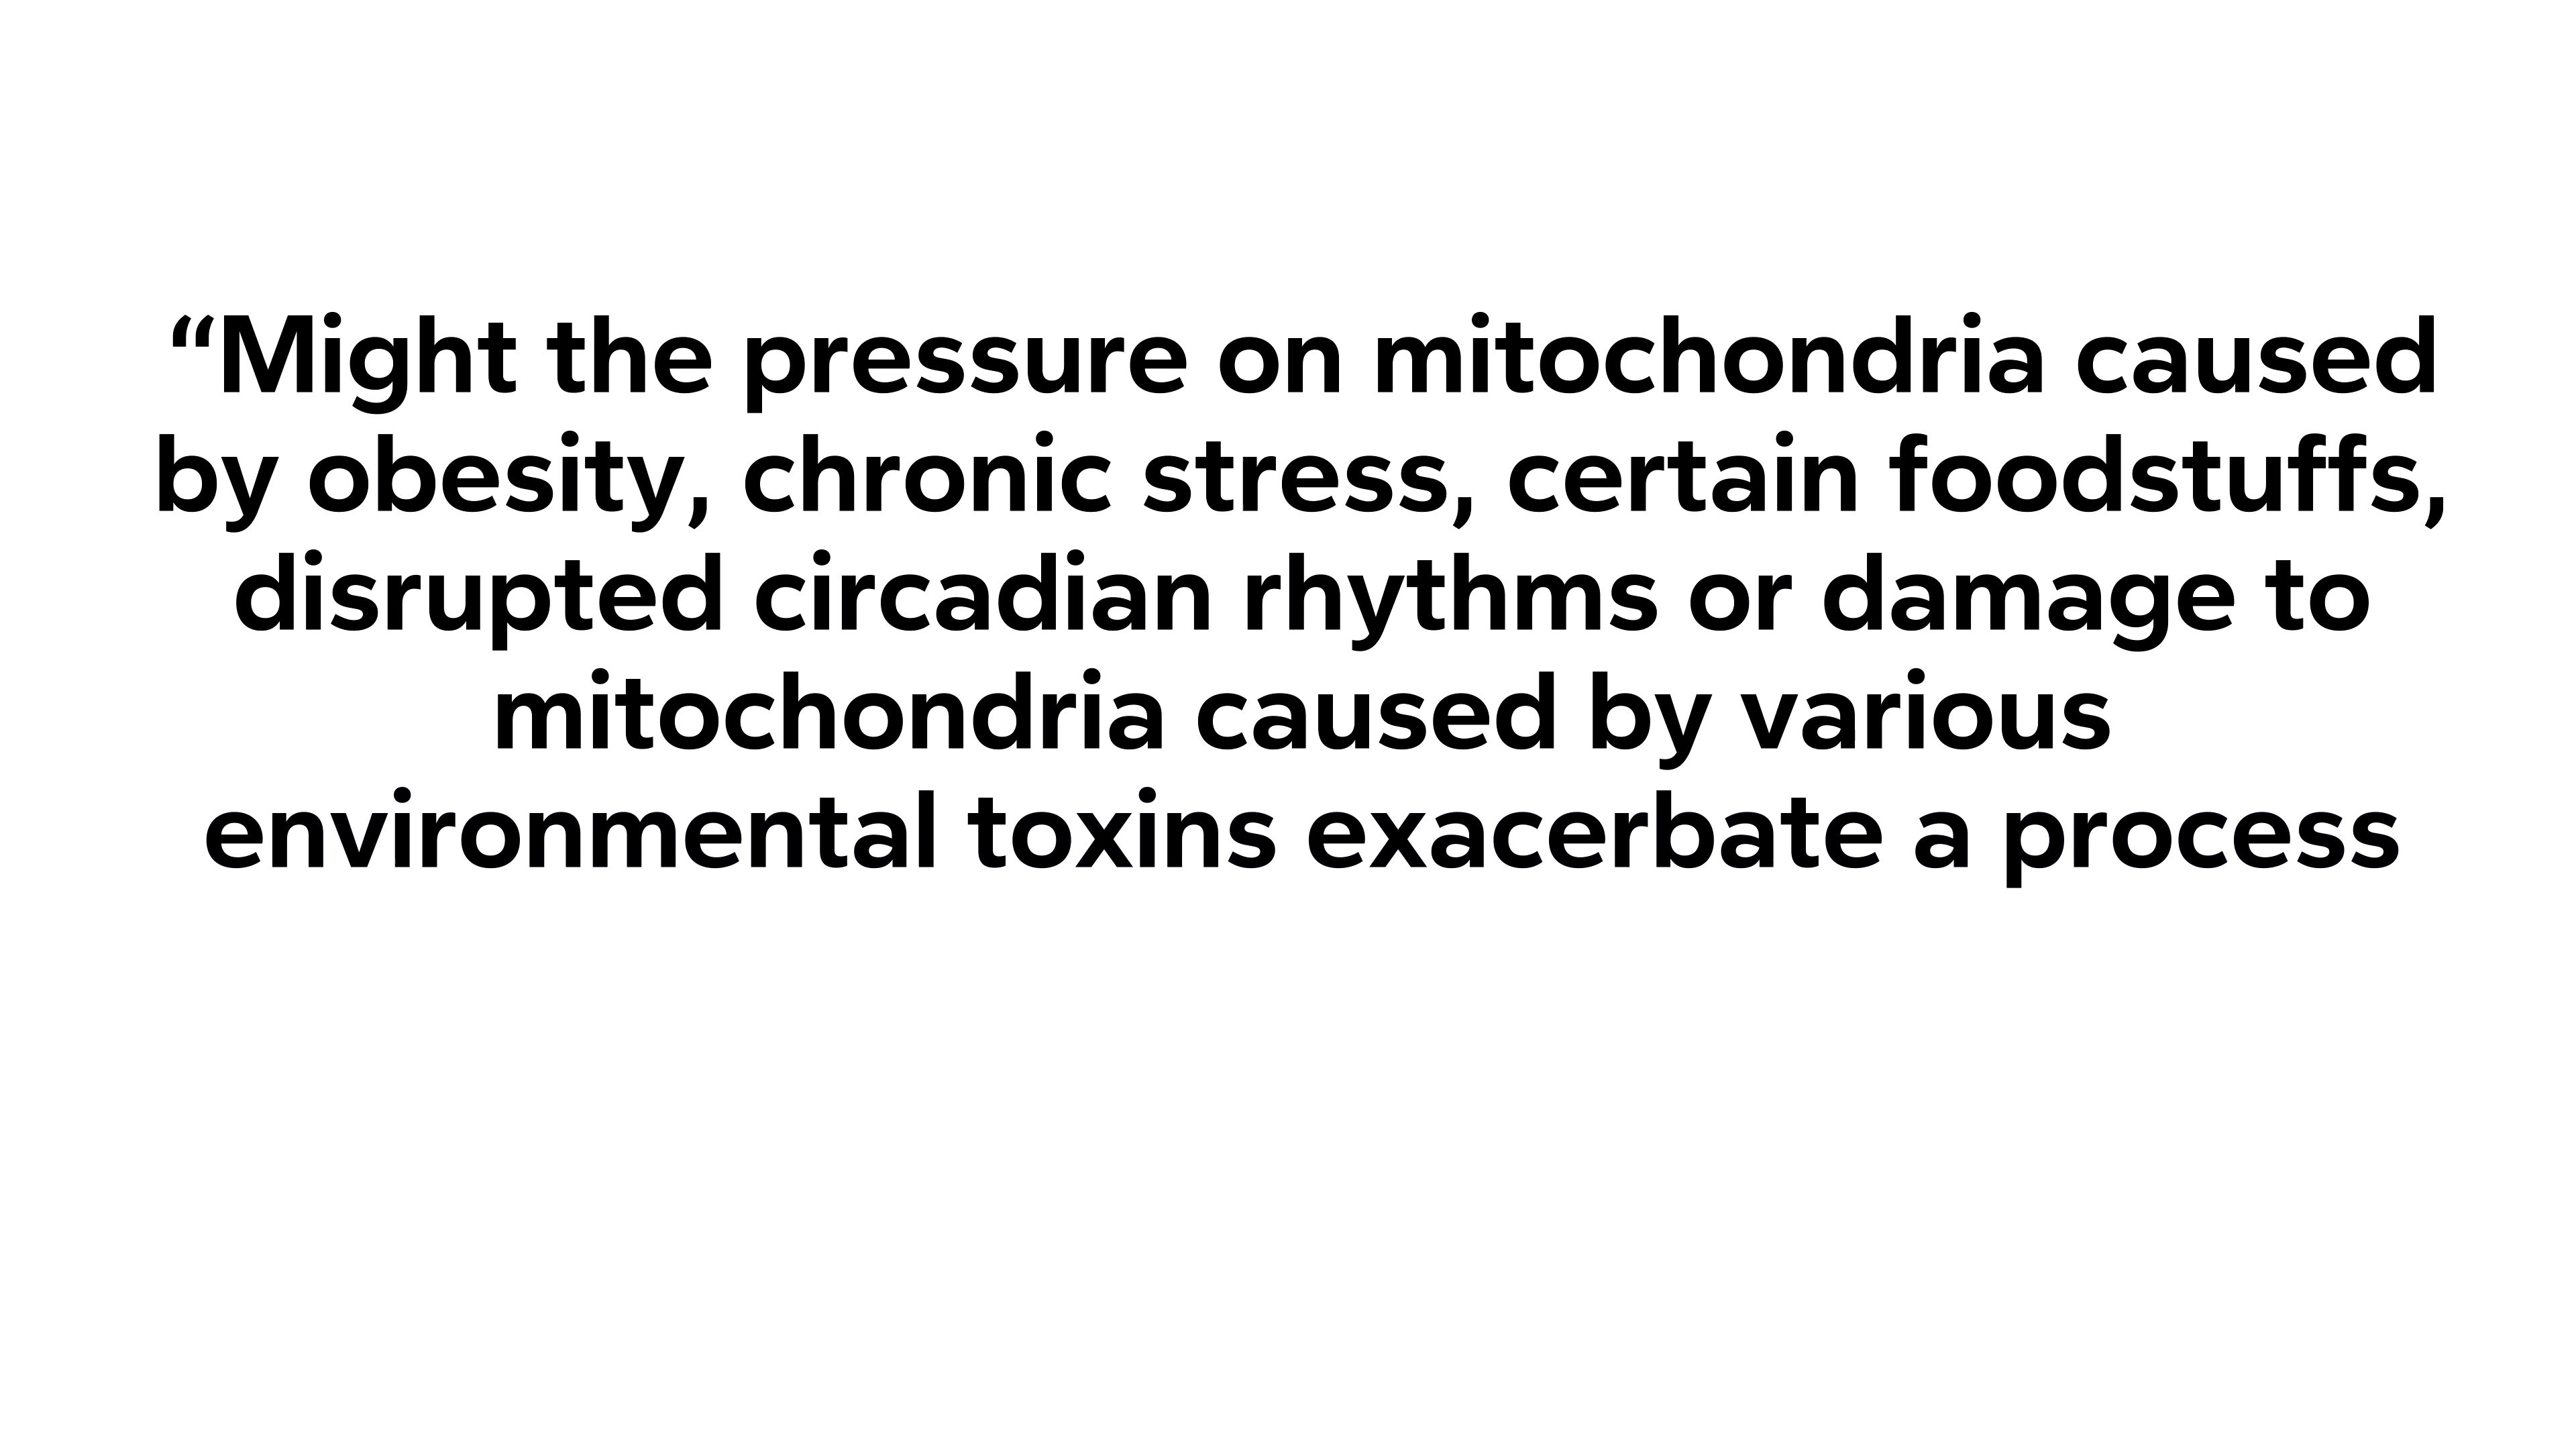 “Might the pressure on mitochondria caused
by obesity, chronic stress, certain foodstuffs,
disrupted circadian rhythms or damage to
mitochondria caused by various
environmental toxins exacerbate a process